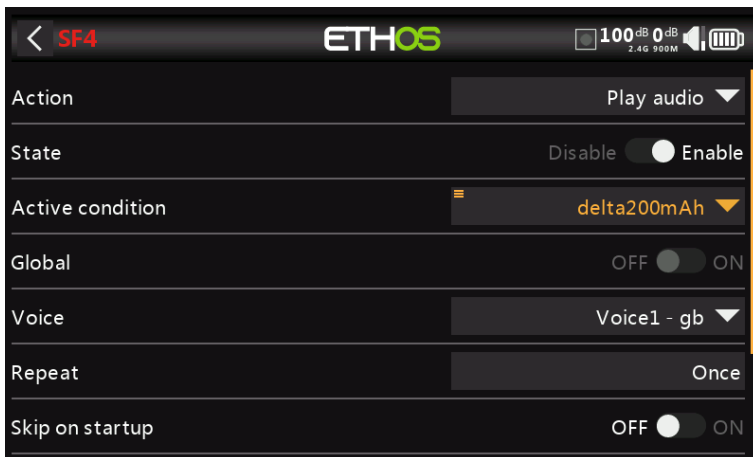 SF4 ETHOS 100dB 0dB
2.4G 900M
Action Play audio
State Disable Enable
Active condition delta200mAh
Global OFF ON
Voice Voice1 - gb
Repeat Once
Skip on startup OFF ON